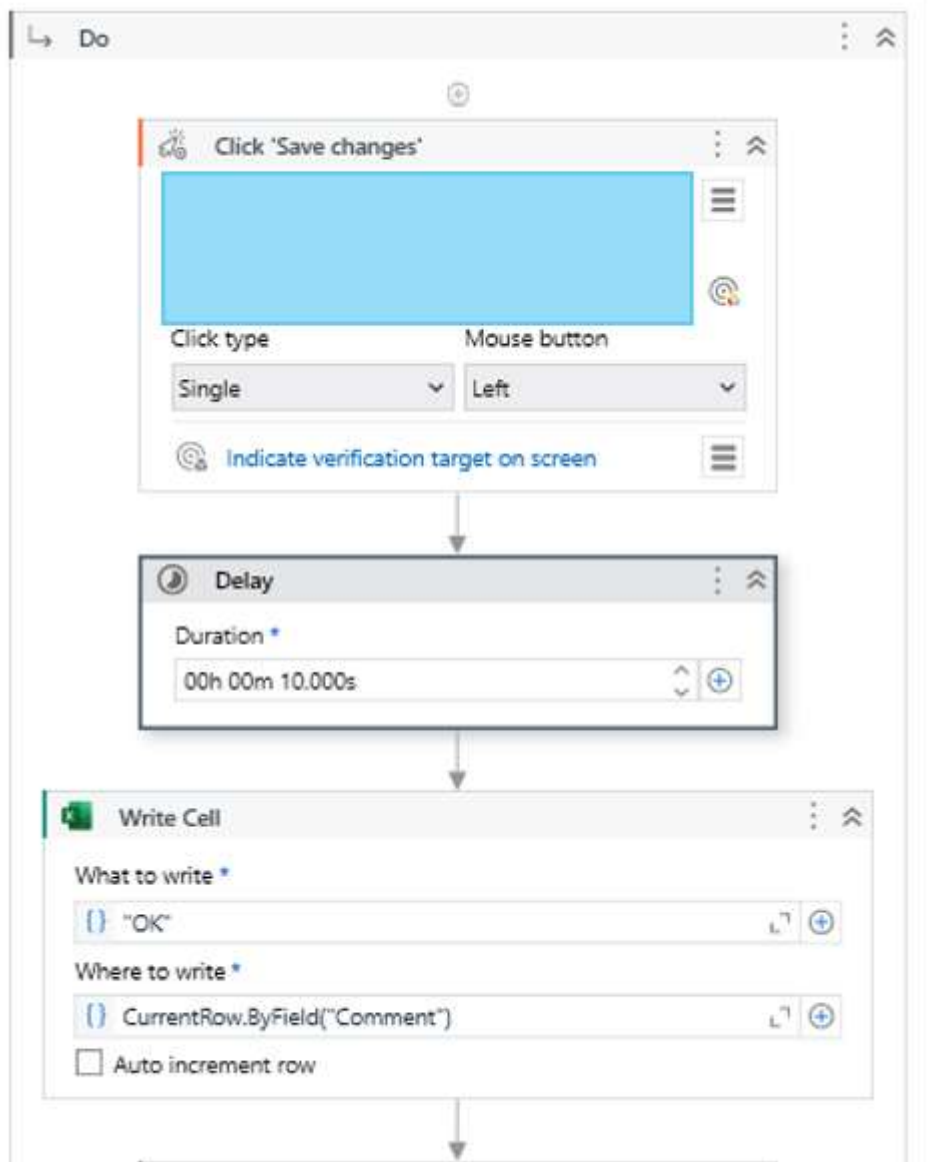 Do
Click 'Save changes'
Click type Mouse button
Single Left
Indicate verification target on screen
Delay
Duration *
00h 00m 10.000s
Write Cell
What to write *
"OK"
Where to write *
CurrentRow.ByField("Comment")
Auto increment row